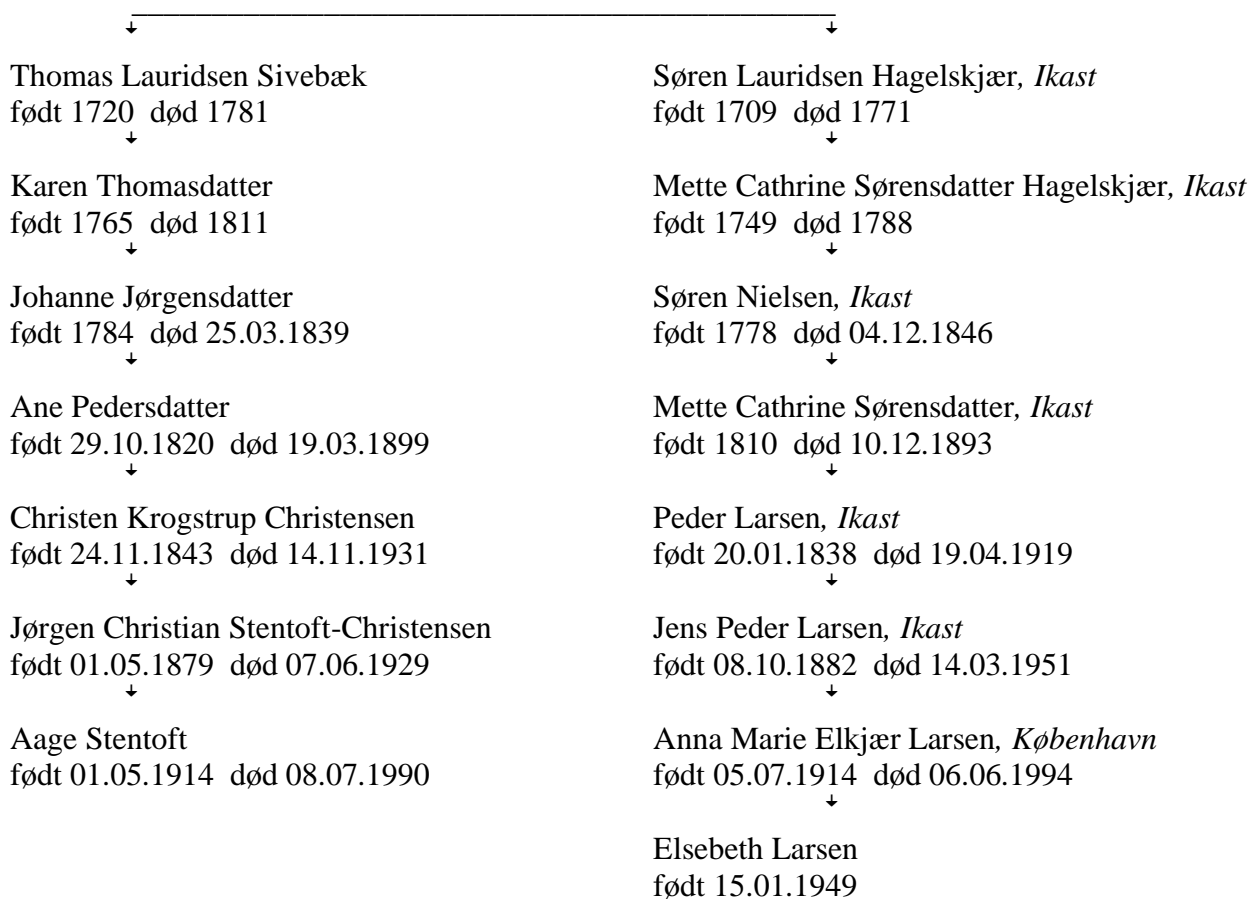 Thomas Lauridsen Sivebæk
født 1720  død 1781
Karen Thomasdatter
født 1765  død 1811
Johanne Jørgensdatter
født 1784  død 25.03.1839
Ane Pedersdatter
født 29.10.1820  død 19.03.1899
Christen Krogstrup Christensen
født 24.11.1843  død 14.11.1931
Jørgen Christian Stentoft-Christensen
født 01.05.1879  død 07.06.1929
Aage Stentoft
født 01.05.1914  død 08.07.1990
Søren Lauridsen Hagelskjær, Ikast
født 1709  død 1771
Mette Cathrine Sørensdatter Hagelskjær, Ikast
født 1749  død 1788
Søren Nielsen, Ikast
født 1778  død 04.12.1846
Mette Cathrine Sørensdatter, Ikast
født 1810  død 10.12.1893
Peder Larsen, Ikast
født 20.01.1838  død 19.04.1919
Jens Peder Larsen, Ikast
født 08.10.1882  død 14.03.1951
Anna Marie Elkjær Larsen, København
født 05.07.1914  død 06.06.1994
Elsebeth Larsen
født 15.01.1949